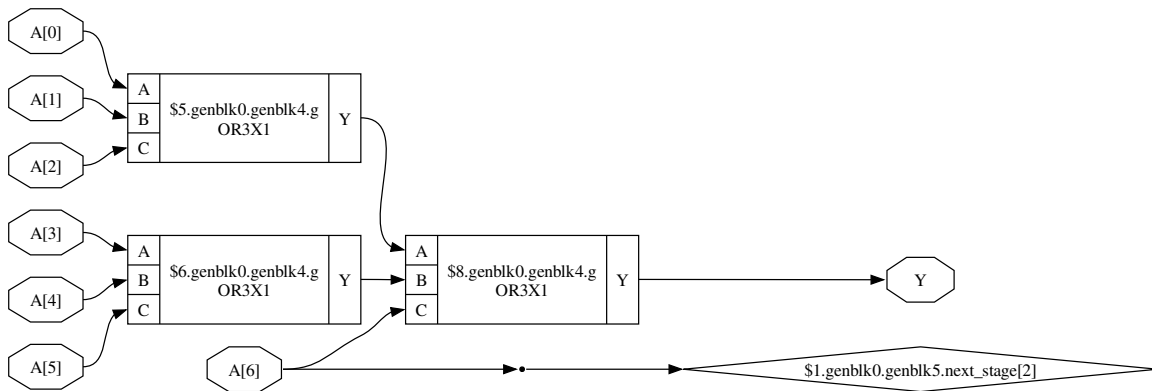 A[0]
A[1]
A[2]
A
B
C
$5.genblk0.genblk4.g
OR3X1
Y
A[3]
A[4]
A[5]
A
B
C
$6.genblk0.genblk4.g
OR3X1
Y
A
B
C
$8.genblk0.genblk4.g
OR3X1
Y
Y
A[6]
$1.genblk0.genblk5.next_stage[2]